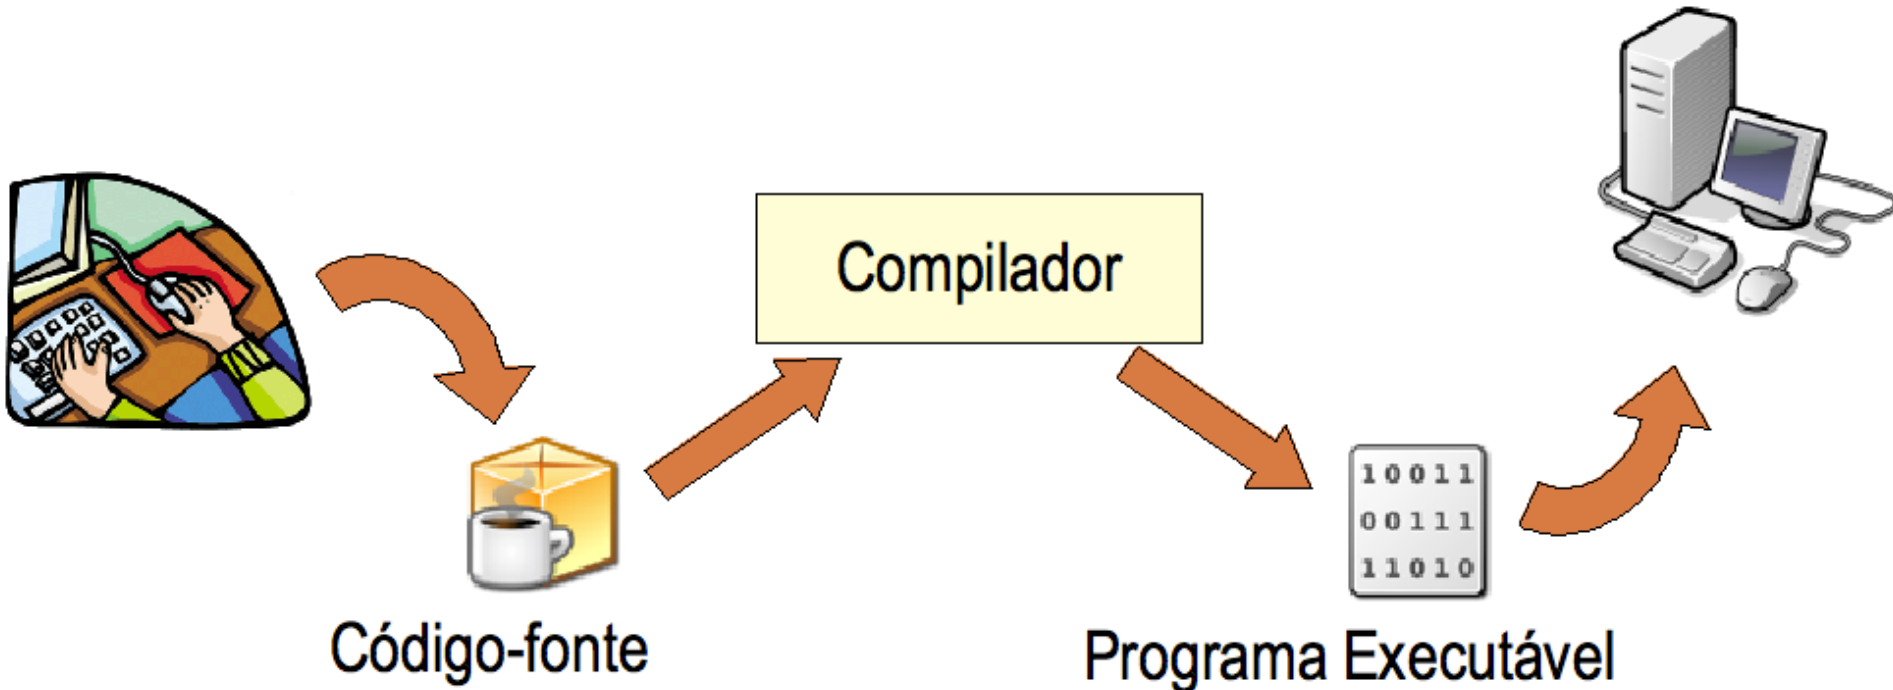 Compilador
10011
00111
11010
Código-fonte
Programa Executável